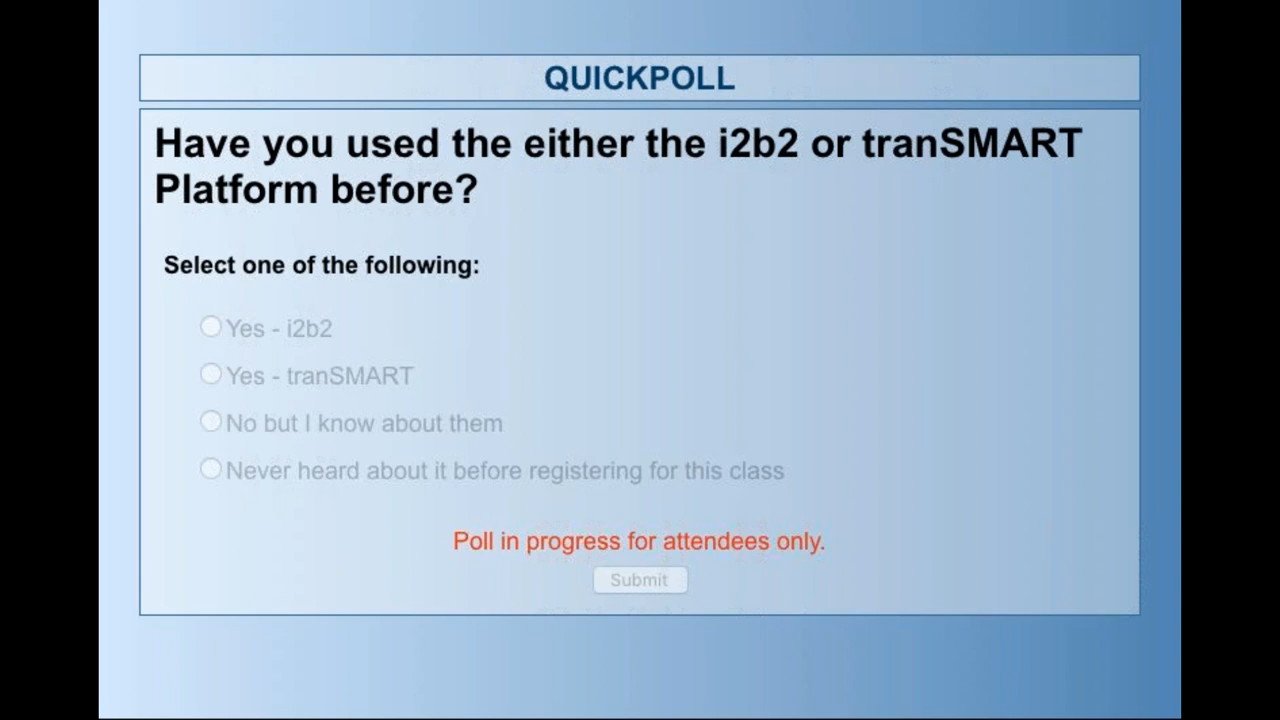 QUICKPOLL
Have you used the either the i2b2 or tranSMART
Platform before?
Select one of the following:
Yes - i2b2
Yes - tranSMART
No but I know about them
Never heard about it before registering for this class
Poll in progress for attendees only.
Submit